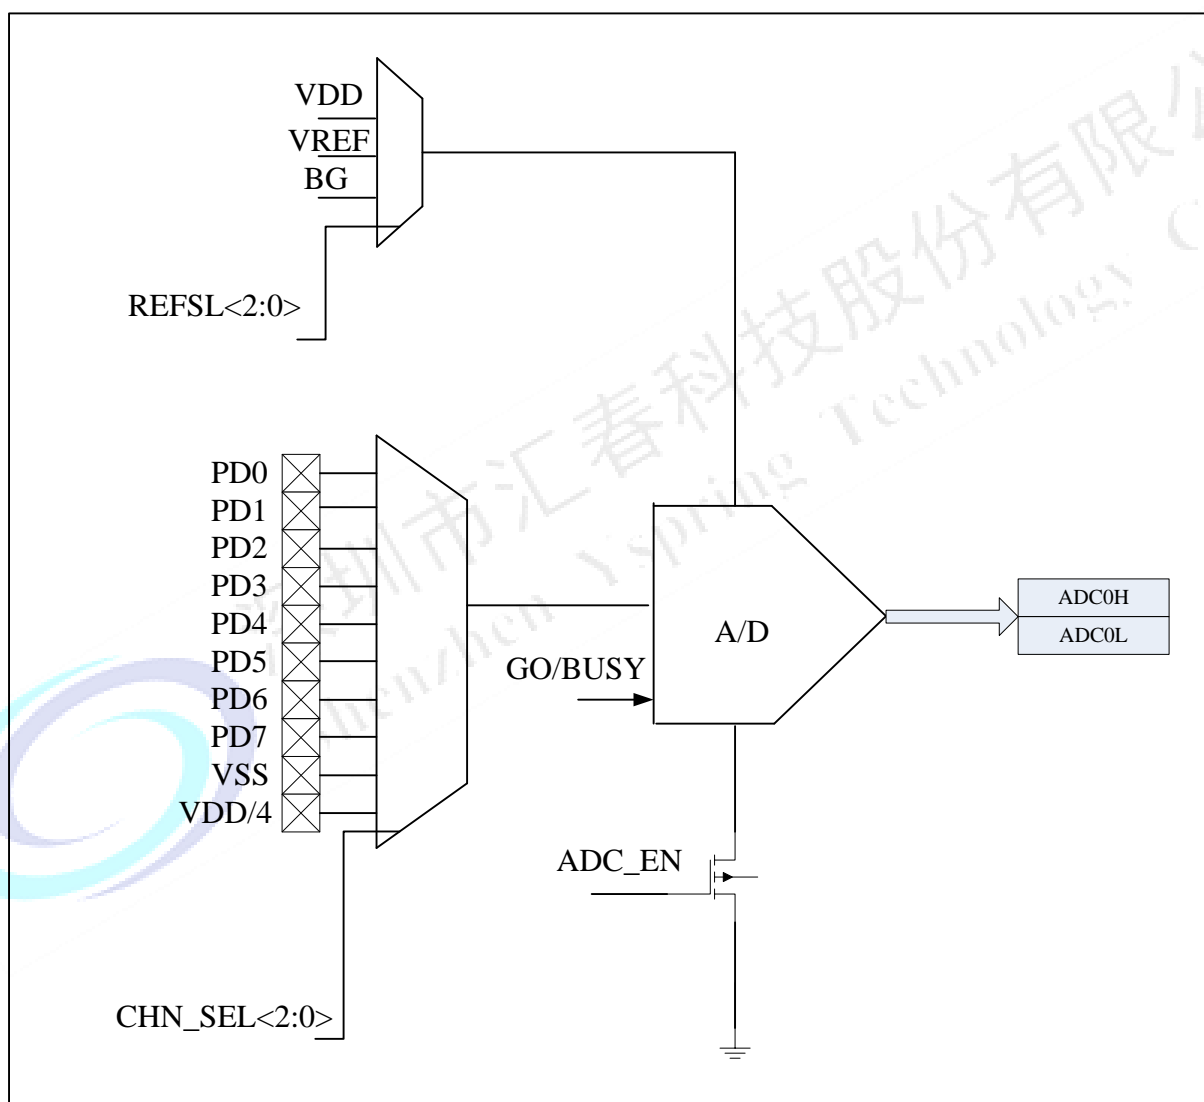 VDD
VREF
BG
REFSL<2:0>
PD0
PD1
PD2
PD3
PD4
PD5
PD6
PD7
VSS
VDD/4
CHN_SEL<2:0>
GO/BUSY
A/D
ADC_EN
ADC0H
ADC0L
深圳市汇春科技股份有限公
Shenzhen Yspring Technology C